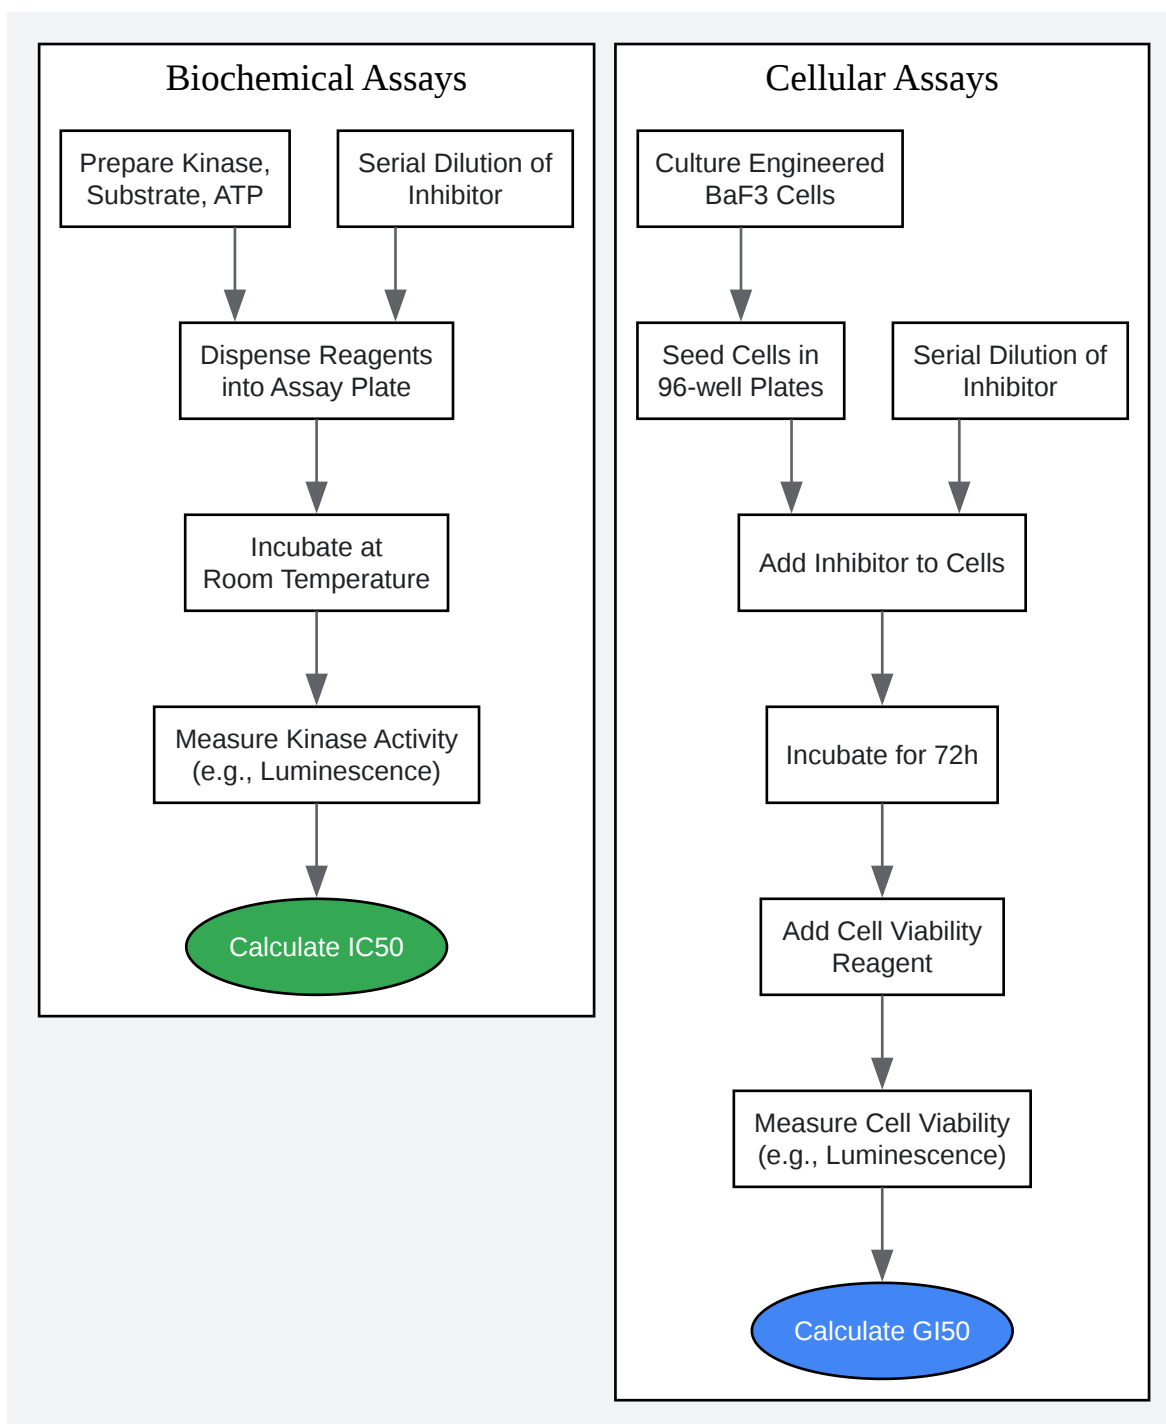 Biochemical Assays
Prepare Kinase,
Substrate, ATP
Serial Dilution of
Inhibitor
Dispense Reagents
into Assay Plate
Incubate at
Room Temperature
Measure Kinase Activity
(e.g., Luminescence)
Calculate IC50
Cellular Assays
Culture Engineered
BaF3 Cells
Seed Cells in
96-well Plates
Serial Dilution of
Inhibitor
Add Inhibitor to Cells
Incubate for 72h
Add Cell Viability
Reagent
Measure Cell Viability
(e.g., Luminescence)
Calculate GI50